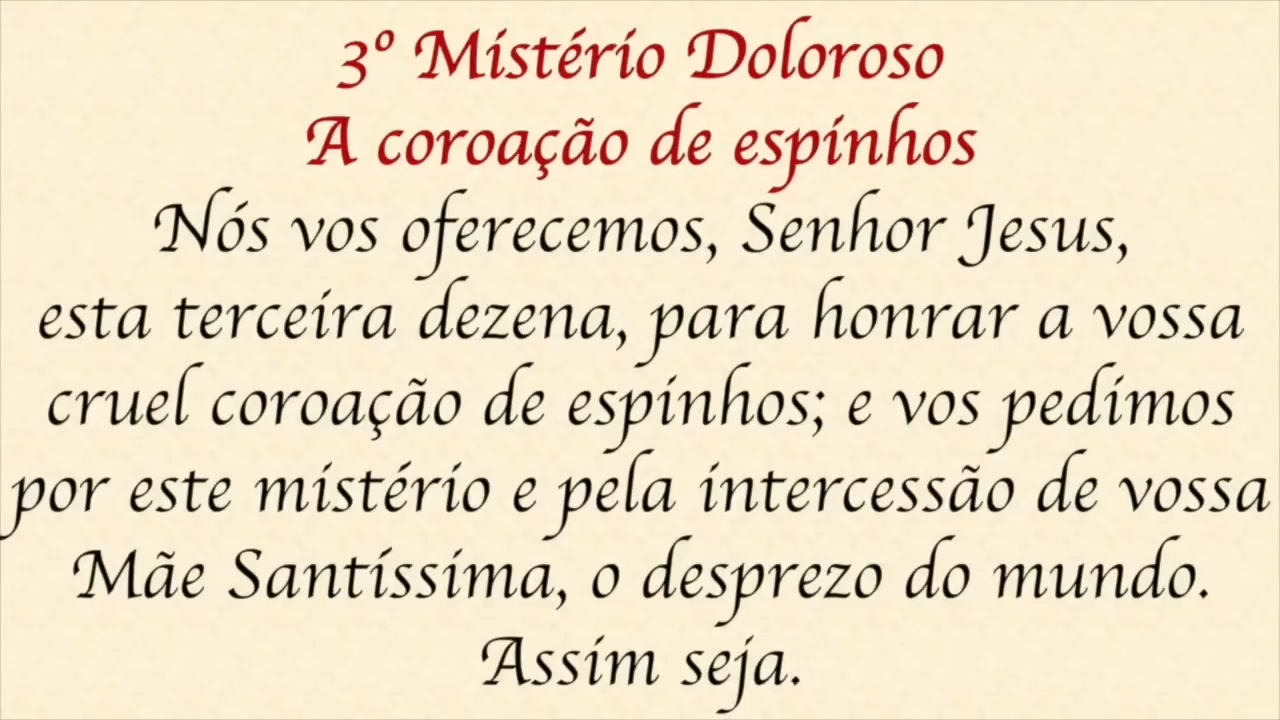 3º Mistério Doloroso
A coroação de espinhos
Nós vos oferecemos, Senhor Jesus,
esta terceira dezena, para honrar a vossa
cruel coroação de espinhos; e vos pedimos
por este mistério e pela intercessão de vossa
Mãe Santíssima, o desprezo do mundo.
Assim seja.